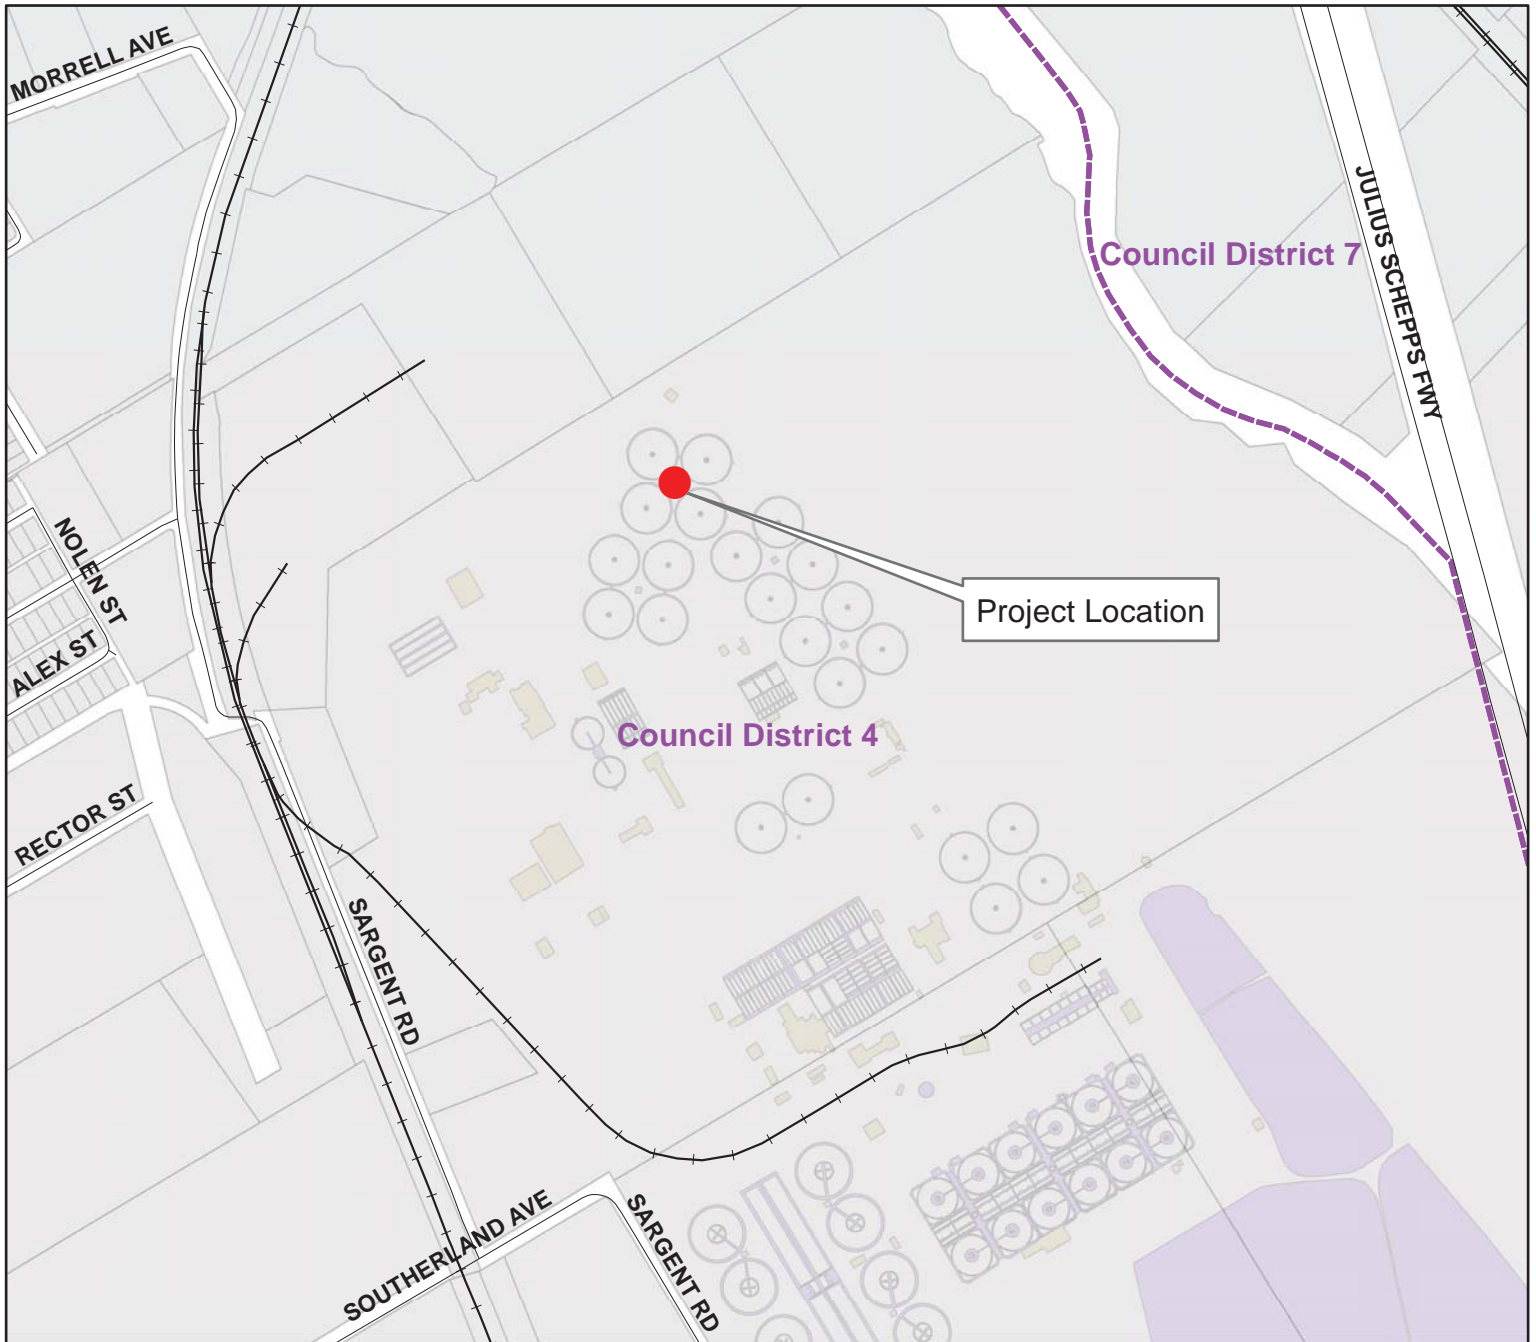 MORRELL AVE
Council District 7
JULIUS SCHEPPS FWY
NOLEN ST
Project Location
ALEX ST
Council District 4
RECTOR ST
SARGENT RD
SOUTHERLAND AVE
SARGENT RD